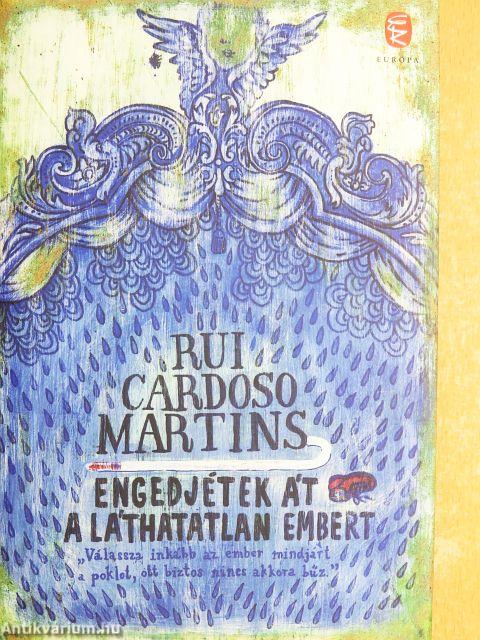 EURÓPA
RUI
CARDOSO
MARTINS
ENGEDJÉTEK ÁT
A LÁTHATATLAN EMBERT
„Válassza inkább az ember mindjárt
a poklot, ott biztos nincs akkora bűz."
Antikvarium.hu